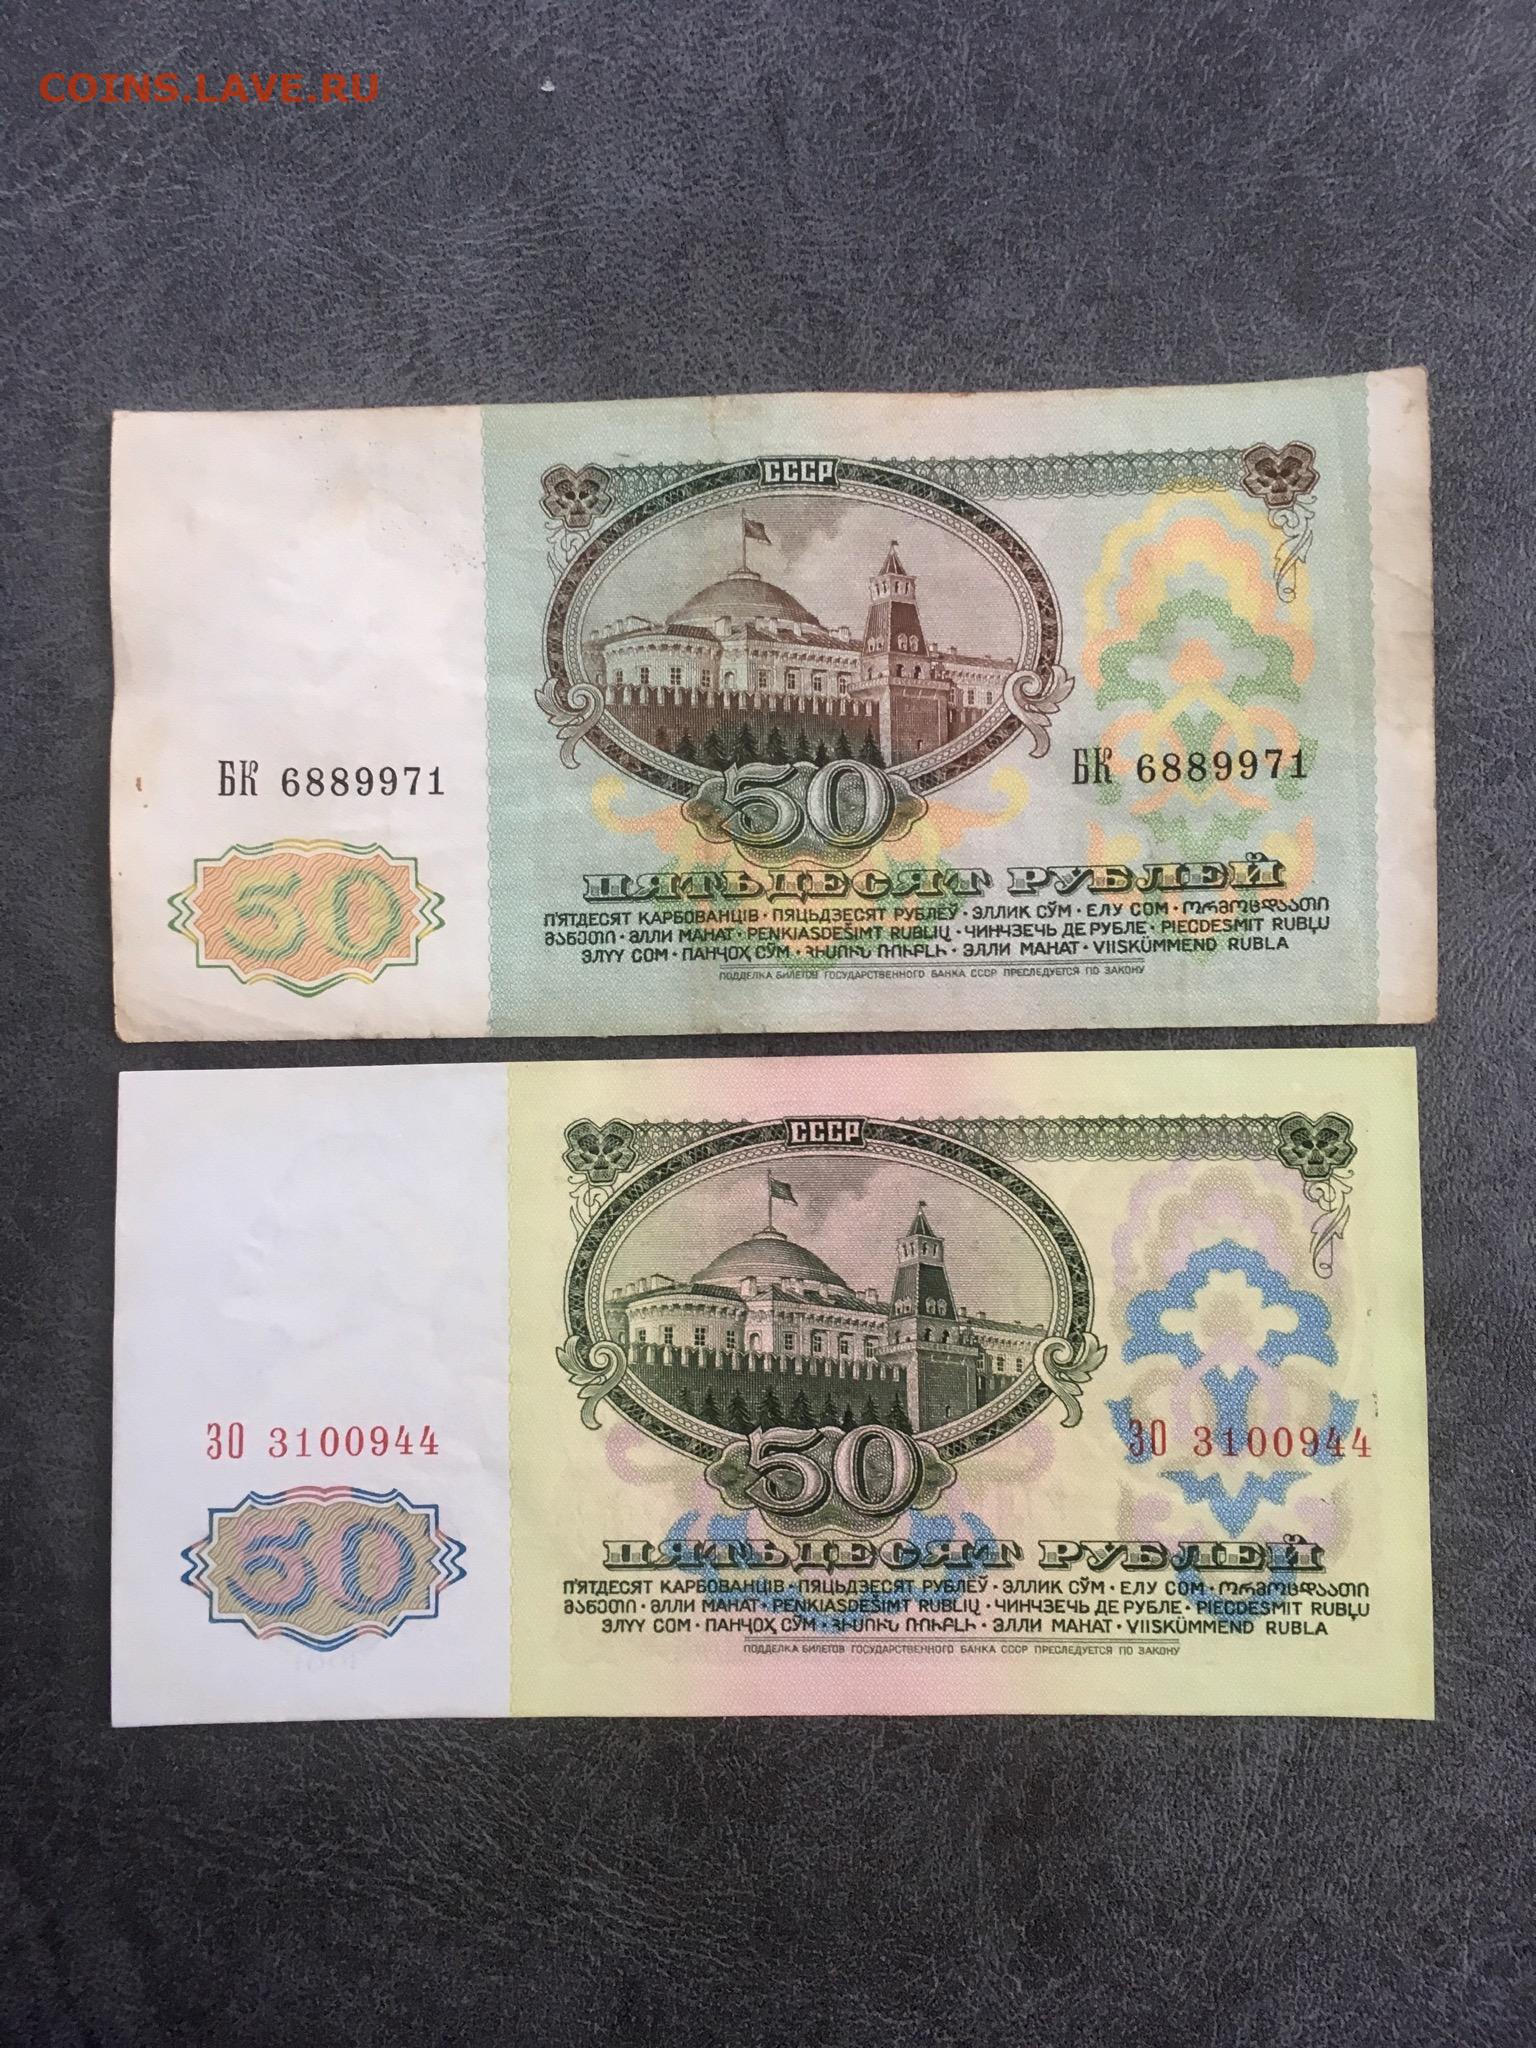 COINS.LAVE.RU
СССР
БК 6889971
БК 6889971
50
50
ПЯТЬДЕСЯТ РУБЛЕЙ
П'ЯТДЕСЯТ КАРБОВАНЦІВ · ПЯЦЬДЗЕСЯТ РУБЛЁЎ · ЭЛЛИК СЎМ · ЕЛУ СОМ · ორმოცდაათი
მანეთი · ӘЛЛИ МАНАТ · PENKIASDEŠIMT RUBLIŲ · ЧИНЧЗЕЧЬ ДЕ РУБЛЕ · PIECDESMIT RUBĻU
ЭЛҮҮ СОМ · ПАНҶОҲ СЎМ · ՀԻՍՈՒՆ ՌՈՒԲԼԻ · ЭЛЛИ МАНАТ · VIISKÜMMEND RUBLA
ПОДДЕЛКА БИЛЕТОВ ГОСУДАРСТВЕННОГО БАНКА СССР ПРЕСЛЕДУЕТСЯ ПО ЗАКОНУ
СССР
ЗО 3100944
ЗО 3100944
50
50
ПЯТЬДЕСЯТ РУБЛЕЙ
П'ЯТДЕСЯТ КАРБОВАНЦІВ · ПЯЦЬДЗЕСЯТ РУБЛЁЎ · ЭЛЛИК СЎМ · ЕЛУ СОМ · ორმოცდაათი
მანეთი · ӘЛЛИ МАНАТ · PENKIASDEŠIMT RUBLIŲ · ЧИНЧЗЕЧЬ ДЕ РУБЛЕ · PIECDESMIT RUBĻU
ЭЛҮҮ СОМ · ПАНҶОҲ СЎМ · ՀԻՍՈՒՆ ՌՈՒԲԼԻ · ЭЛЛИ МАНАТ · VIISKÜMMEND RUBLA
ПОДДЕЛКА БИЛЕТОВ ГОСУДАРСТВЕННОГО БАНКА СССР ПРЕСЛЕДУЕТСЯ ПО ЗАКОНУ